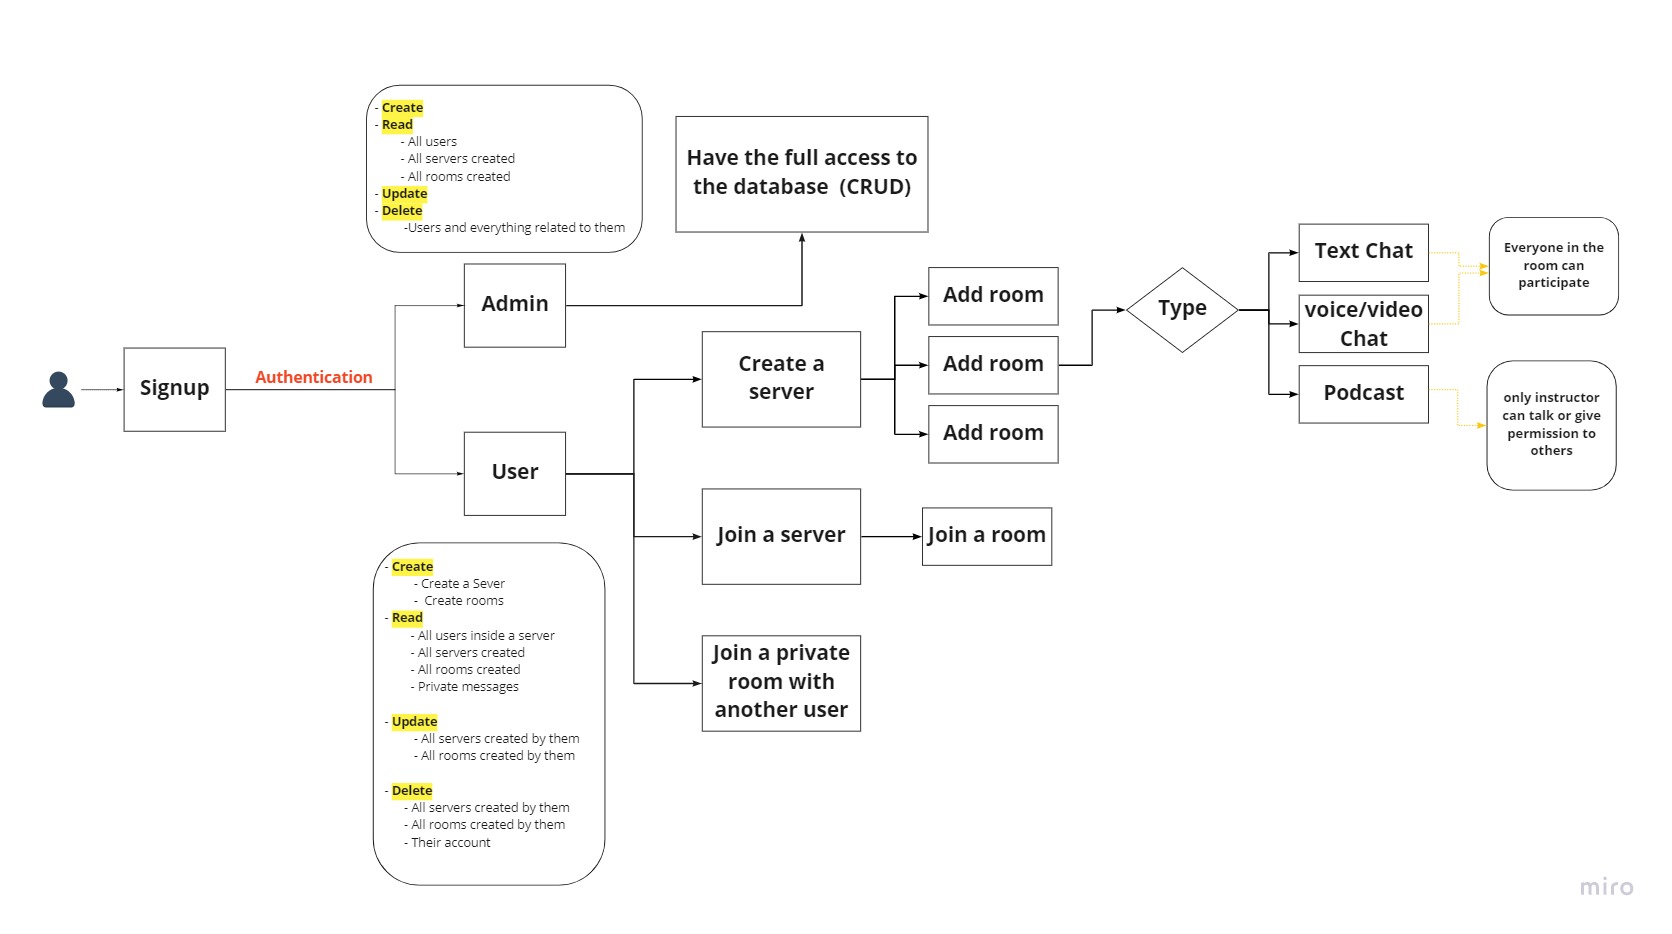 - Create
- Read
- All users
- All servers created
- All rooms created
- Update
- Delete
-Users and everything related to them
Have the full access to
the database (CRUD)
Admin
Signup
Authentication
User
Create a
server
Add room
Add room
Add room
Type
Text Chat
voice/video
Chat
Podcast
Everyone in the
room can
participate
only instructor
can talk or give
permission to
others
Join a server
Join a room
Join a private
room with
another user
- Create
- Create a Sever
- Create rooms
- Read
- All users inside a server
- All servers created
- All rooms created
- Private messages
- Update
- All servers created by them
- All rooms created by them
- Delete
- All servers created by them
- All rooms created by them
- Their account
miro